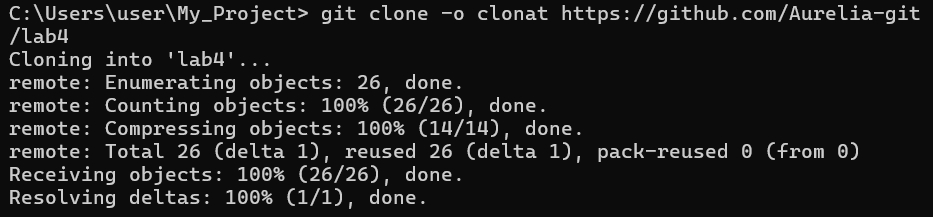 C:\Users\user\My_Project> git clone -o clonat https://github.com/Aurelia-git
/lab4
Cloning into 'lab4'...
remote: Enumerating objects: 26, done.
remote: Counting objects: 100% (26/26), done.
remote: Compressing objects: 100% (14/14), done.
remote: Total 26 (delta 1), reused 26 (delta 1), pack-reused 0 (from 0)
Receiving objects: 100% (26/26), done.
Resolving deltas: 100% (1/1), done.